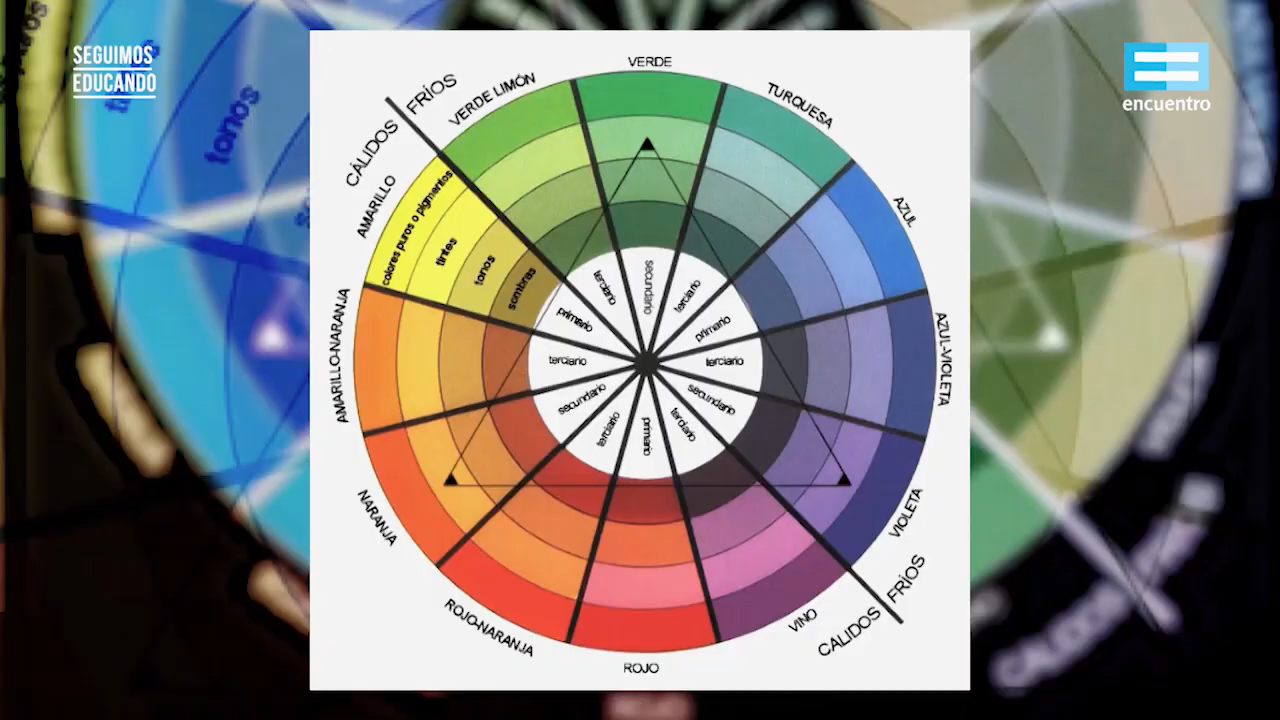 SEGUIMOS
EDUCANDO
encuentro
VERDE
TURQUESA
AZUL
AZUL-VIOLETA
VIOLETA
FRÍOS
CALIDOS
VINO
ROJO
ROJO-NARANJA
NARANJA
AMARILLO-NARANJA
AMARILLO
CÁLIDOS
FRÍOS
VERDE LIMÓN
colores puros o pigmentos
tintes
tonos
sombras
secundario
terciario
primario
terciario
secundario
terciario
primario
terciario
secundario
terciario
primario
terciario
tonos